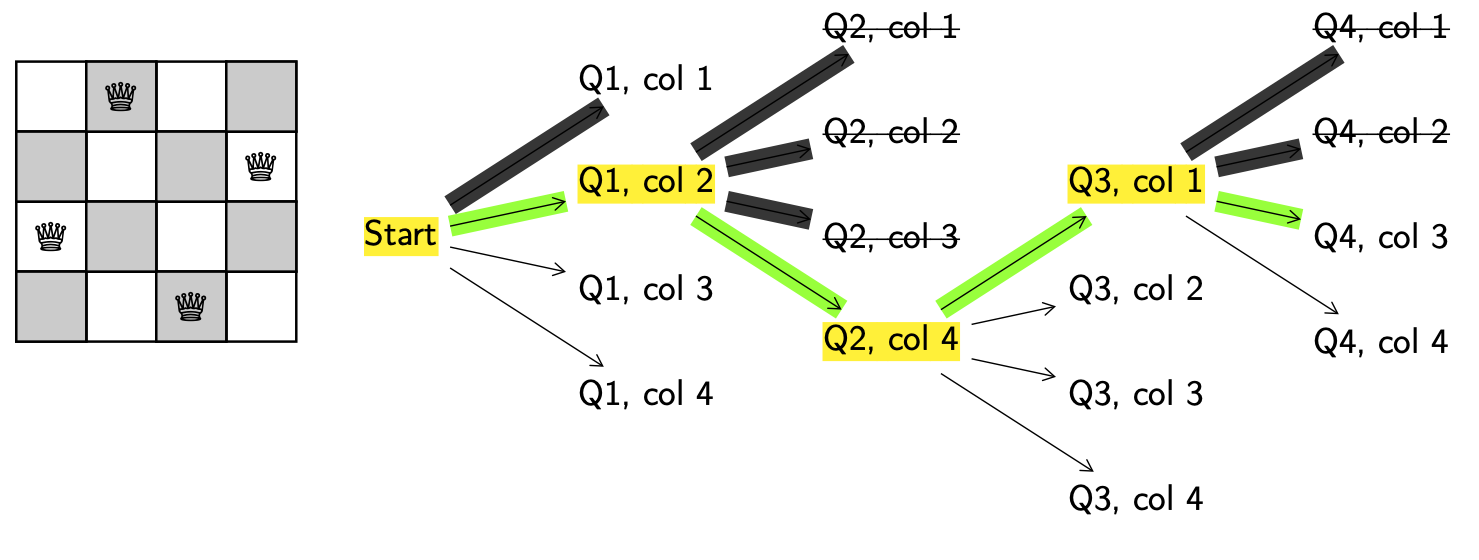 Start
Q1, col 1
Q1, col 2
Q1, col 3
Q1, col 4
Q2, col 1
Q2, col 2
Q2, col 3
Q2, col 4
Q3, col 1
Q3, col 2
Q3, col 3
Q3, col 4
Q4, col 1
Q4, col 2
Q4, col 3
Q4, col 4